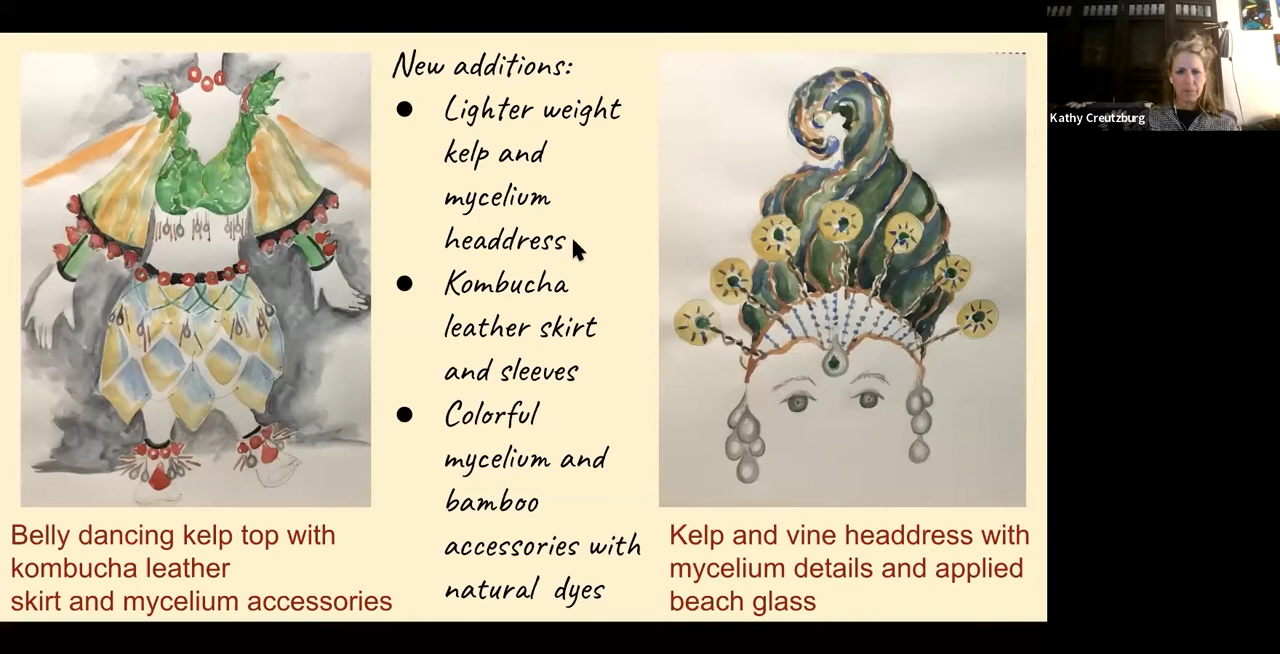 New additions:
● Lighter weight
kelp and
mycelium
headdress
● Kombucha
leather skirt
and sleeves
● Colorful
mycelium and
bamboo
accessories with
natural dyes
Belly dancing kelp top with
kombucha leather
skirt and mycelium accessories
Kelp and vine headdress with
mycelium details and applied
beach glass
Kathy Creutzburg